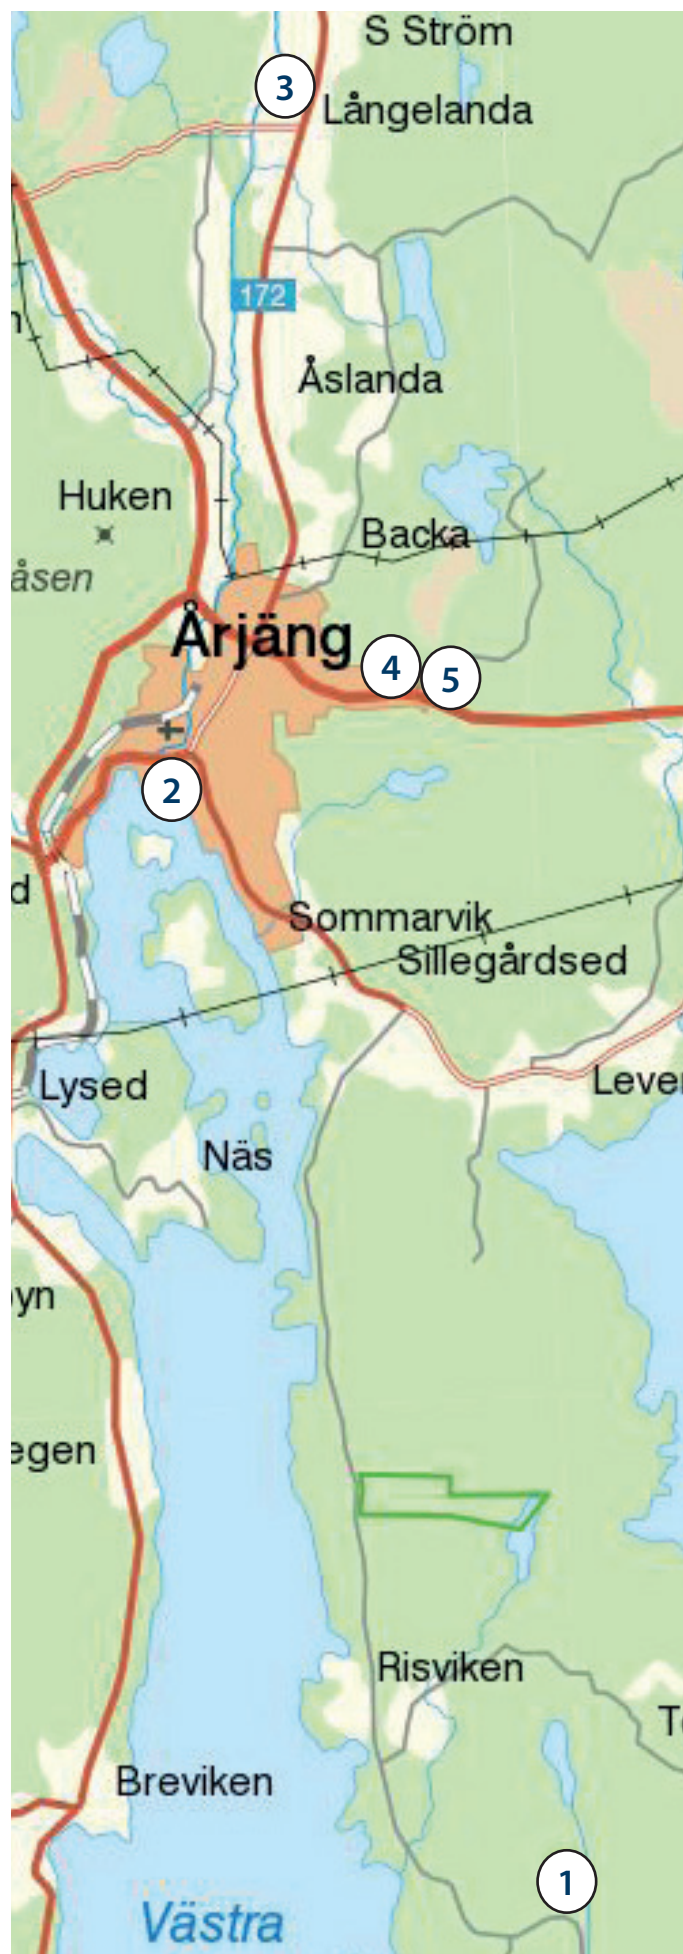 S Ström
3
Långelanda
172
Åslanda
Huken
Backa
åsen
Årjäng
4
5
2
d
Sommarvik
Sillegårdsed
Lysed
Lever
Näs
byn
egen
Risviken
Breviken
1
Västra